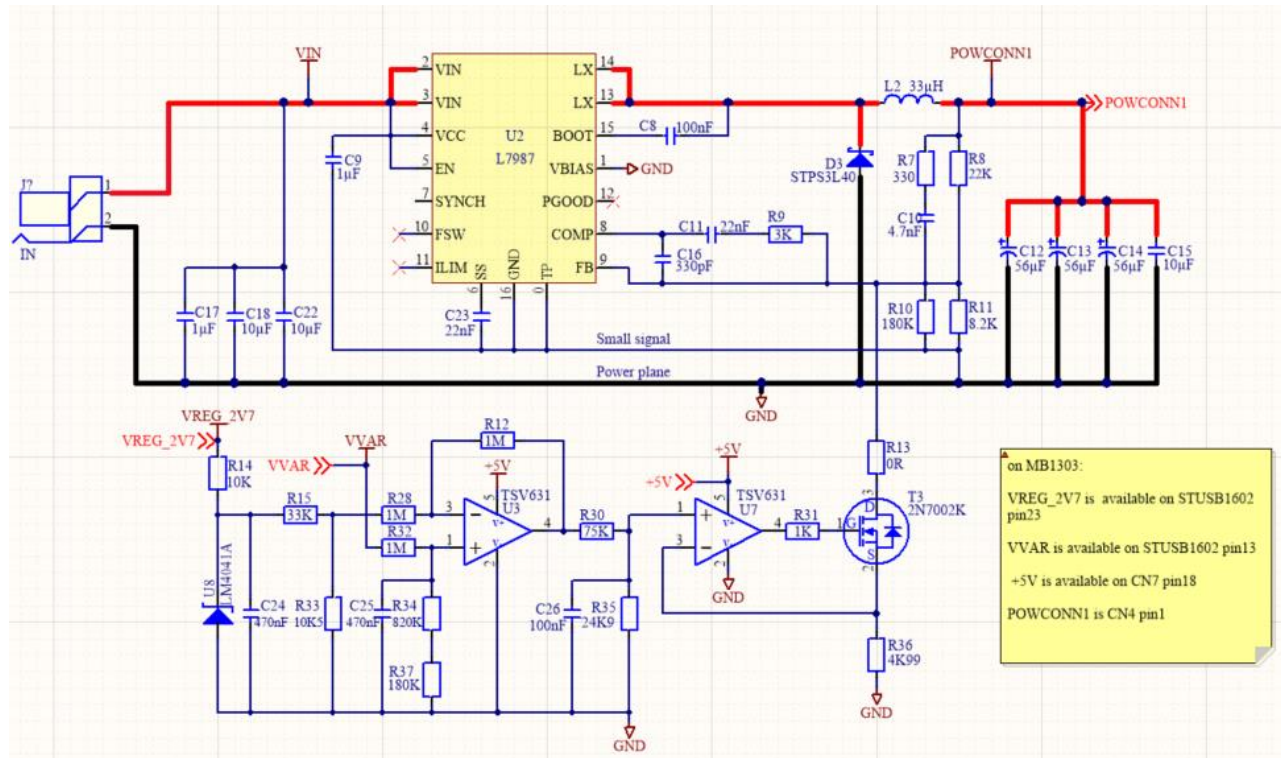 VIN
POWCONN1
2 VIN
LX 14
L2 33µH
3 VIN
LX 13
POWCONN1
4 VCC
U2
BOOT 15
C8 100nF
L7987
C9
1µF
5 EN
VBIAS 1
GND
D3
STPS3L40
R7
330
R8
22K
J?
1
2
IN
7 SYNCH
PGOOD 12
10 FSW
COMP 8
C11 22nF
R9
3K
C10
4.7nF
11 ILIM
FB 9
C16
330pF
SS
GND
TP
6
16
0
C12
56µF
C13
56µF
C14
56µF
C15
10µF
C17
1µF
C18
10µF
C22
10µF
C23
22nF
R10
180K
R11
8.2K
Small signal
Power plane
GND
VREG_2V7
VREG_2V7
VVAR
VVAR
R12
1M
+5V
+5V
+5V
R14
10K
R13
0R
R15
33K
R28
1M
R32
1M
3
1
5
v+
v-
2
4
TSV631
U3
R30
75K
1
3
5
v+
v-
2
4
TSV631
U7
R31
1K
3
D
1 G
S
2
T3
2N7002K
GND
U8
LM4041A
C24
470nF
R33
10K5
C25
470nF
R34
820K
R37
180K
C26
100nF
R35
24K9
R36
4K99
GND
GND
on MB1303:
VREG_2V7 is available on STUSB1602
pin23
VVAR is available on STUSB1602 pin13
+5V is available on CN7 pin18
POWCONN1 is CN4 pin1